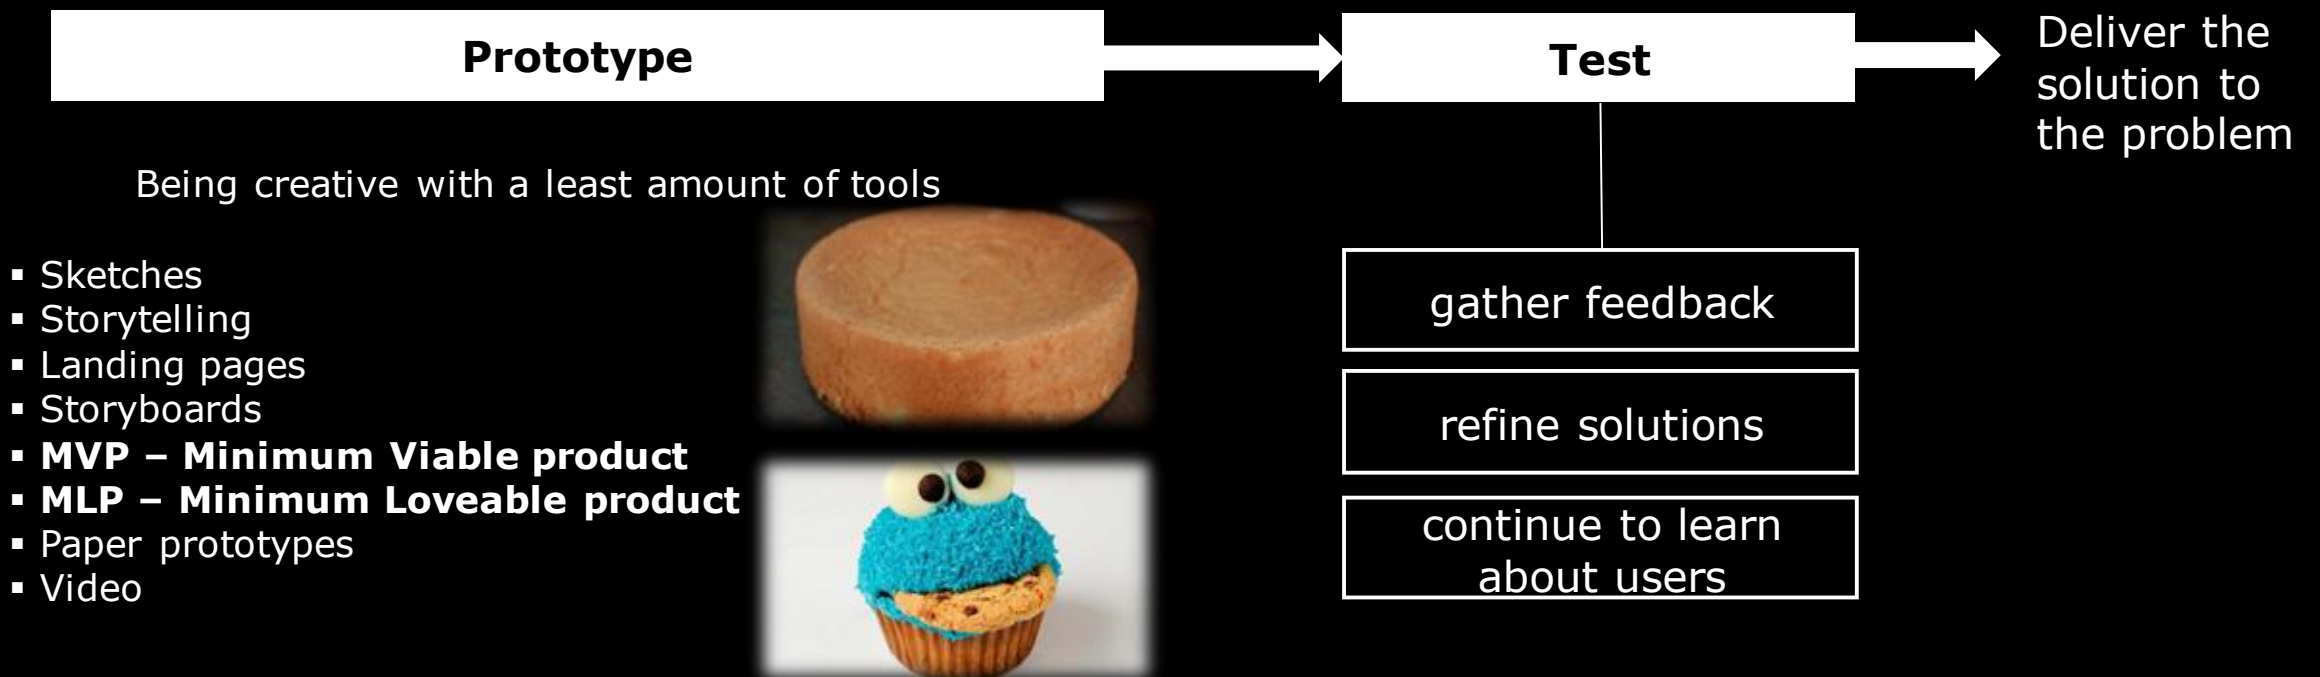 Prototype
Test
Deliver the
solution to
the problem
Being creative with a least amount of tools
▪ Sketches
▪ Storytelling
▪ Landing pages
▪ Storyboards
▪ MVP – Minimum Viable product
▪ MLP – Minimum Loveable product
▪ Paper prototypes
▪ Video
gather feedback
refine solutions
continue to learn
about users